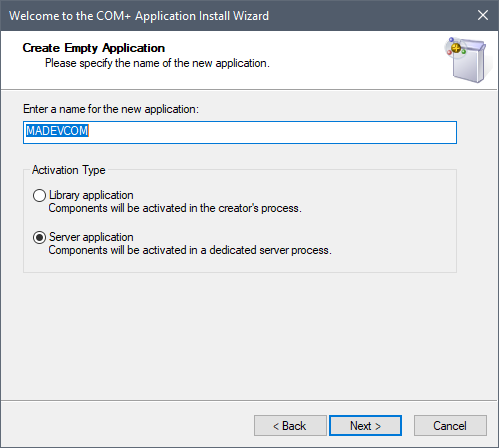 Welcome to the COM+ Application Install Wizard
Create Empty Application
Please specify the name of the new application.
Enter a name for the new application:
MADEVCOM
Activation Type
Library application
Components will be activated in the creator's process.
Server application
Components will be activated in a dedicated server process.
< Back
Next >
Cancel